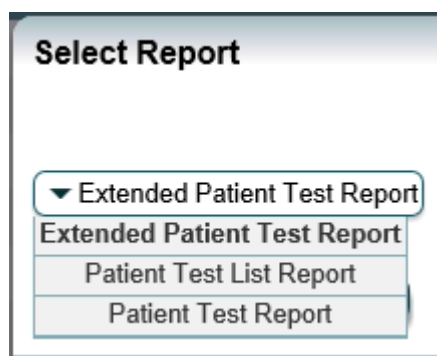 Select Report
Extended Patient Test Report
Extended Patient Test Report
Patient Test List Report
Patient Test Report